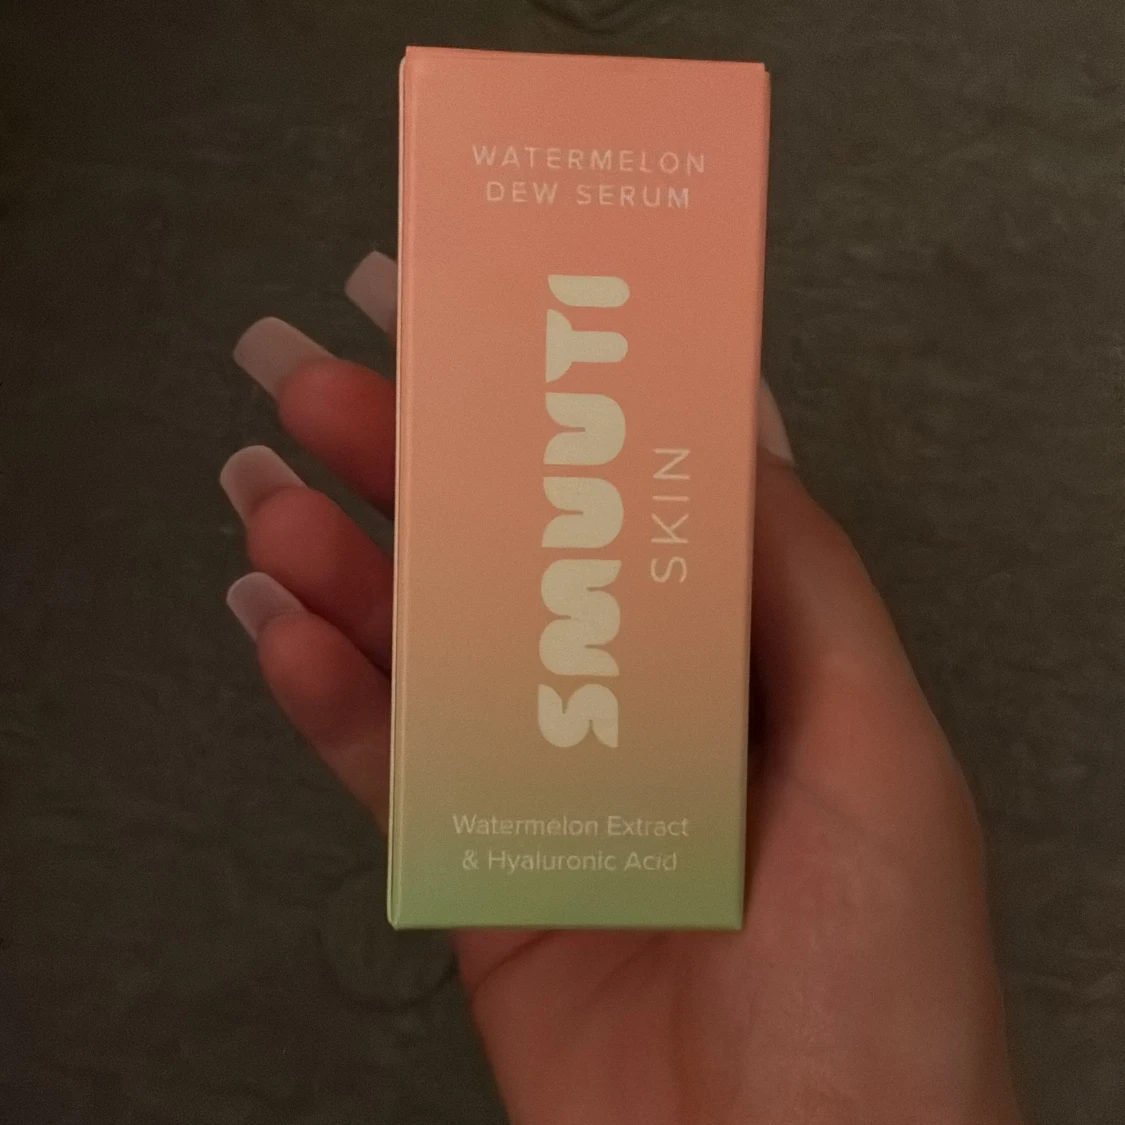 WATERMELON
DEW SERUM
SMUUTI
SKIN
Watermelon Extract
& Hyaluronic Acid